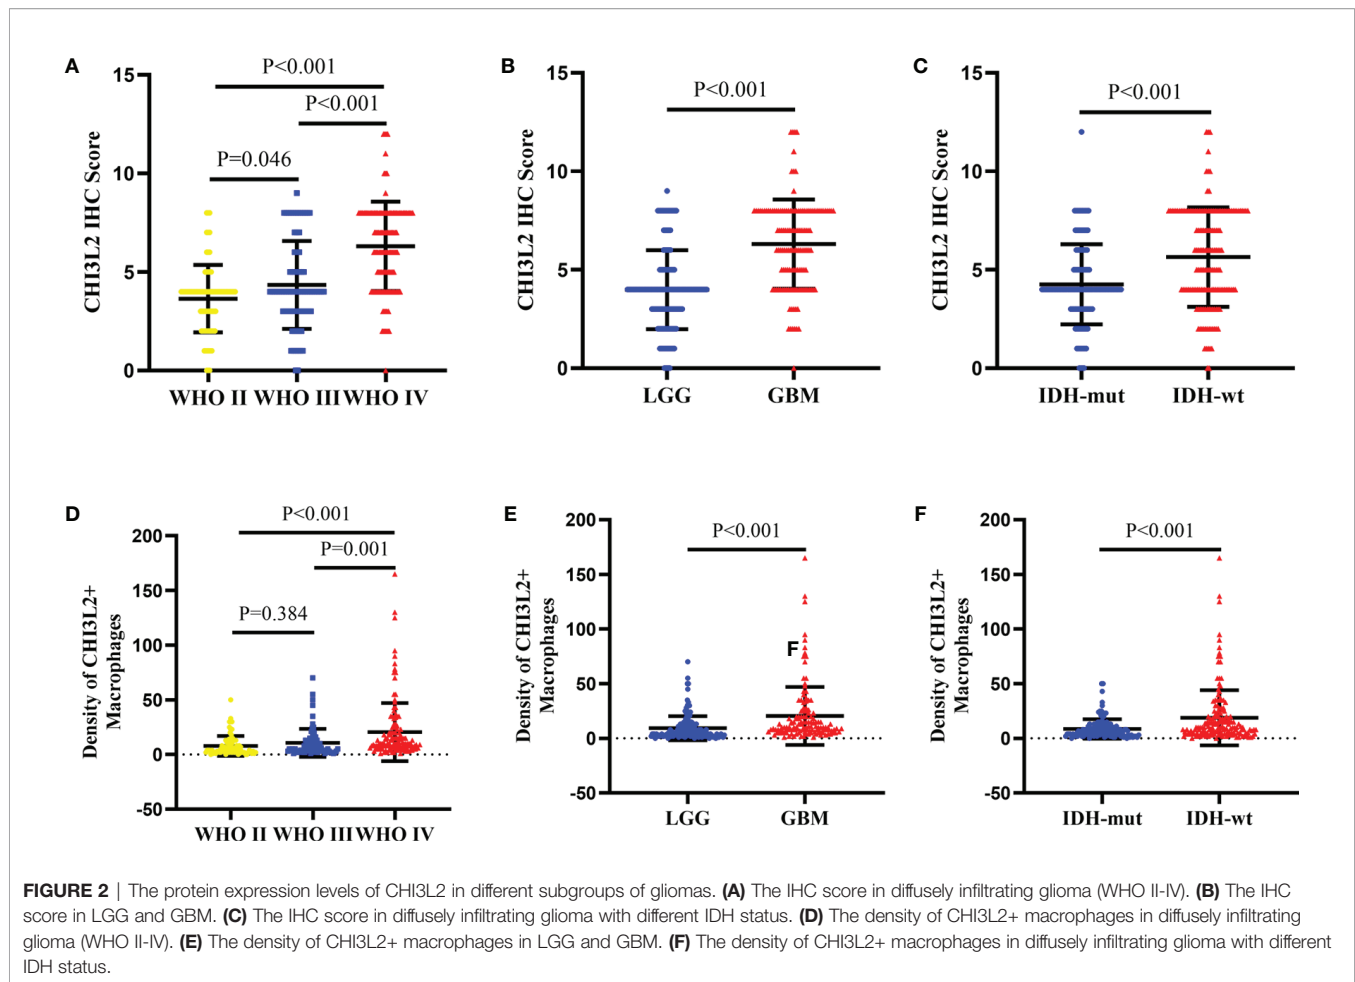 A
P<0.001
P<0.001
P=0.046
15
10
5
0
CHI3L2 IHC Score
WHO II WHO III WHO IV
B
P<0.001
15
10
5
0
CHI3L2 IHC Score
LGG GBM
C
P<0.001
15
10
5
0
CHI3L2 IHC Score
IDH-mut IDH-wt
D
P<0.001
P=0.001
P=0.384
200
150
100
50
0
-50
Density of CHI3L2+
Macrophages
WHO II WHO III WHO IV
E
P<0.001
200
150
100
50
0
-50
Density of CHI3L2+
Macrophages
F
LGG GBM
F
P<0.001
200
150
100
50
0
-50
Density of CHI3L2+
Macrophages
IDH-mut IDH-wt
FIGURE 2 | The protein expression levels of CHI3L2 in different subgroups of gliomas. (A) The IHC score in diffusely infiltrating glioma (WHO II-IV). (B) The IHC
score in LGG and GBM. (C) The IHC score in diffusely infiltrating glioma with different IDH status. (D) The density of CHI3L2+ macrophages in diffusely infiltrating
glioma (WHO II-IV). (E) The density of CHI3L2+ macrophages in LGG and GBM. (F) The density of CHI3L2+ macrophages in diffusely infiltrating glioma with different
IDH status.